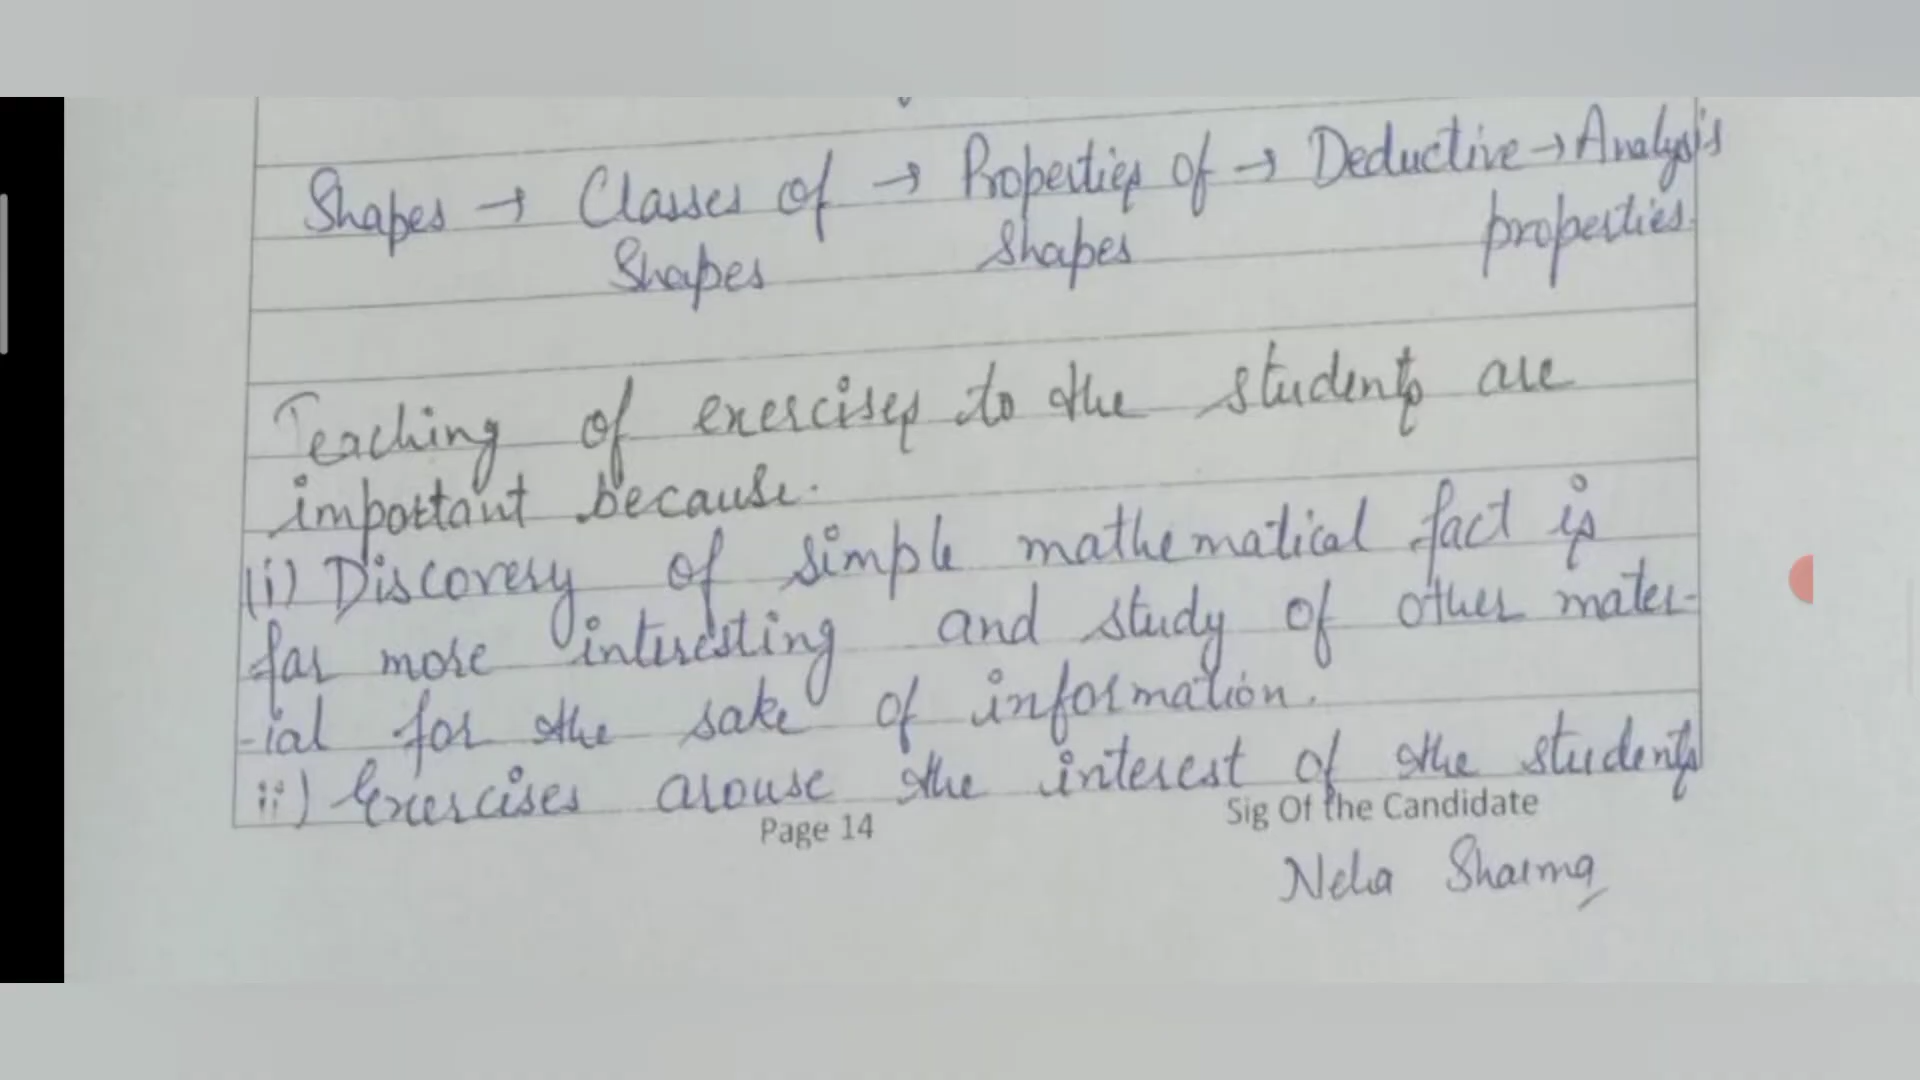 Shapes → Classes of → Properties of → Deductive → Analysis
Shapes shapes properties.
Teaching of exercises to the students are
important because.
(i) Discovery of simple mathematical fact is
far more interesting and study of other mater-
-ial for the sake of information.
ii) Exercises arouse the interest of the students
Page 14 Sig Of the Candidate
Neha Sharma